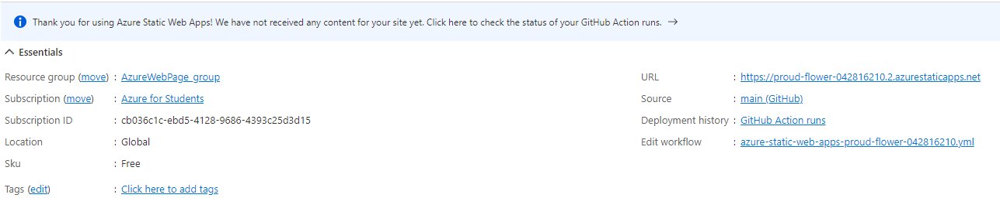 Thank you for using Azure Static Web Apps! We have not received any content for your site yet. Click here to check the status of your GitHub Action runs. →
Essentials
Resource group (move) : AzureWebPage_group
Subscription (move) : Azure for Students
Subscription ID : cb036c1c-ebd5-4128-9686-4393c25d3d15
Location : Global
Sku : Free
Tags (edit) : Click here to add tags
URL : https://proud-flower-042816210.2.azurestaticapps.net
Source : main (GitHub)
Deployment history : GitHub Action runs
Edit workflow : azure-static-web-apps-proud-flower-042816210.yml